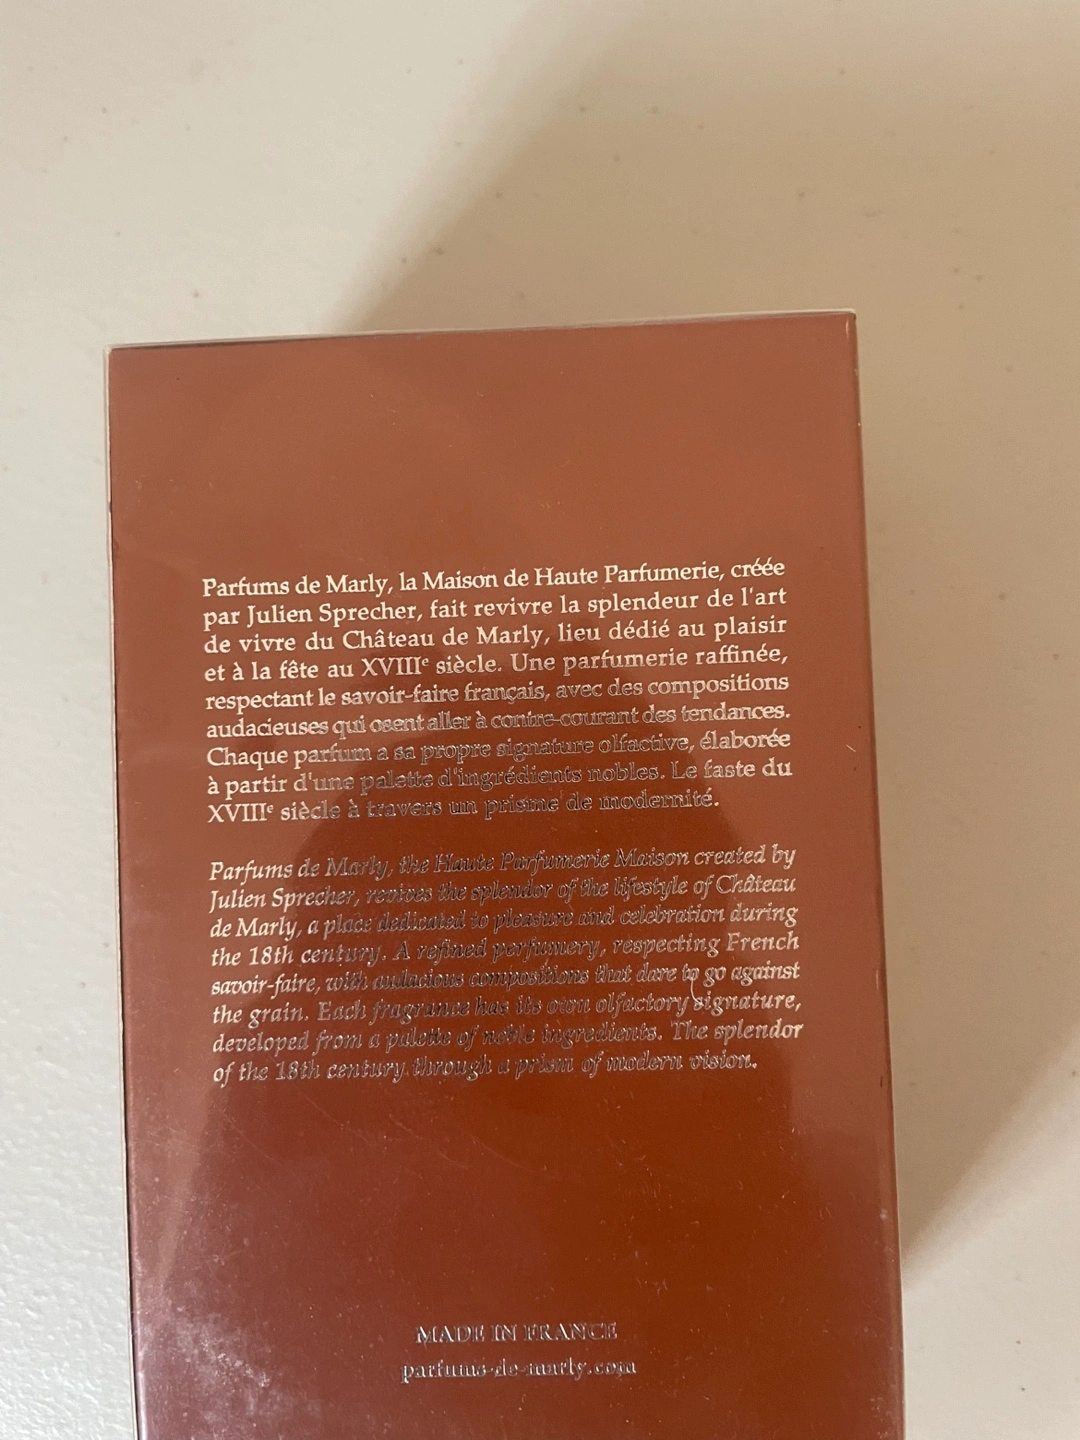 Parfums de Marly, la Maison de Haute Parfumerie, créée
par Julien Sprecher, fait revivre la splendeur de l'art
de vivre du Château de Marly, lieu dédié au plaisir
et à la fête au XVIIIe siècle. Une parfumerie raffinée,
respectant le savoir-faire français, avec des compositions
audacieuses qui osent aller à contre-courant des tendances.
Chaque parfum a sa propre signature olfactive, élaborée
à partir d'une palette d'ingrédients nobles. Le faste du
XVIIIe siècle à travers un prisme de modernité.
Parfums de Marly, the Haute Parfumerie Maison created by
Julien Sprecher, revives the splendor of the lifestyle of Château
de Marly, a place dedicated to pleasure and celebration during
the 18th century. A refined perfumery, respecting French
savoir-faire, with audacious compositions that dare to go against
the grain. Each fragrance has its own olfactory signature,
developed from a palette of noble ingredients. The splendor
of the 18th century through a prism of modern vision.
MADE IN FRANCE
parfums-de-marly.com